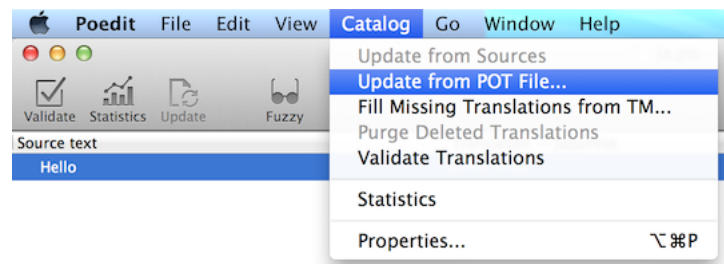 Poedit File Edit View Catalog Go Window Help
Update from Sources
Update from POT File...
Fill Missing Translations from TM...
Purge Deleted Translations
Validate Translations
Statistics
Properties... ⌥⌘P
Validate Statistics Update Fuzzy
Source text
Hello